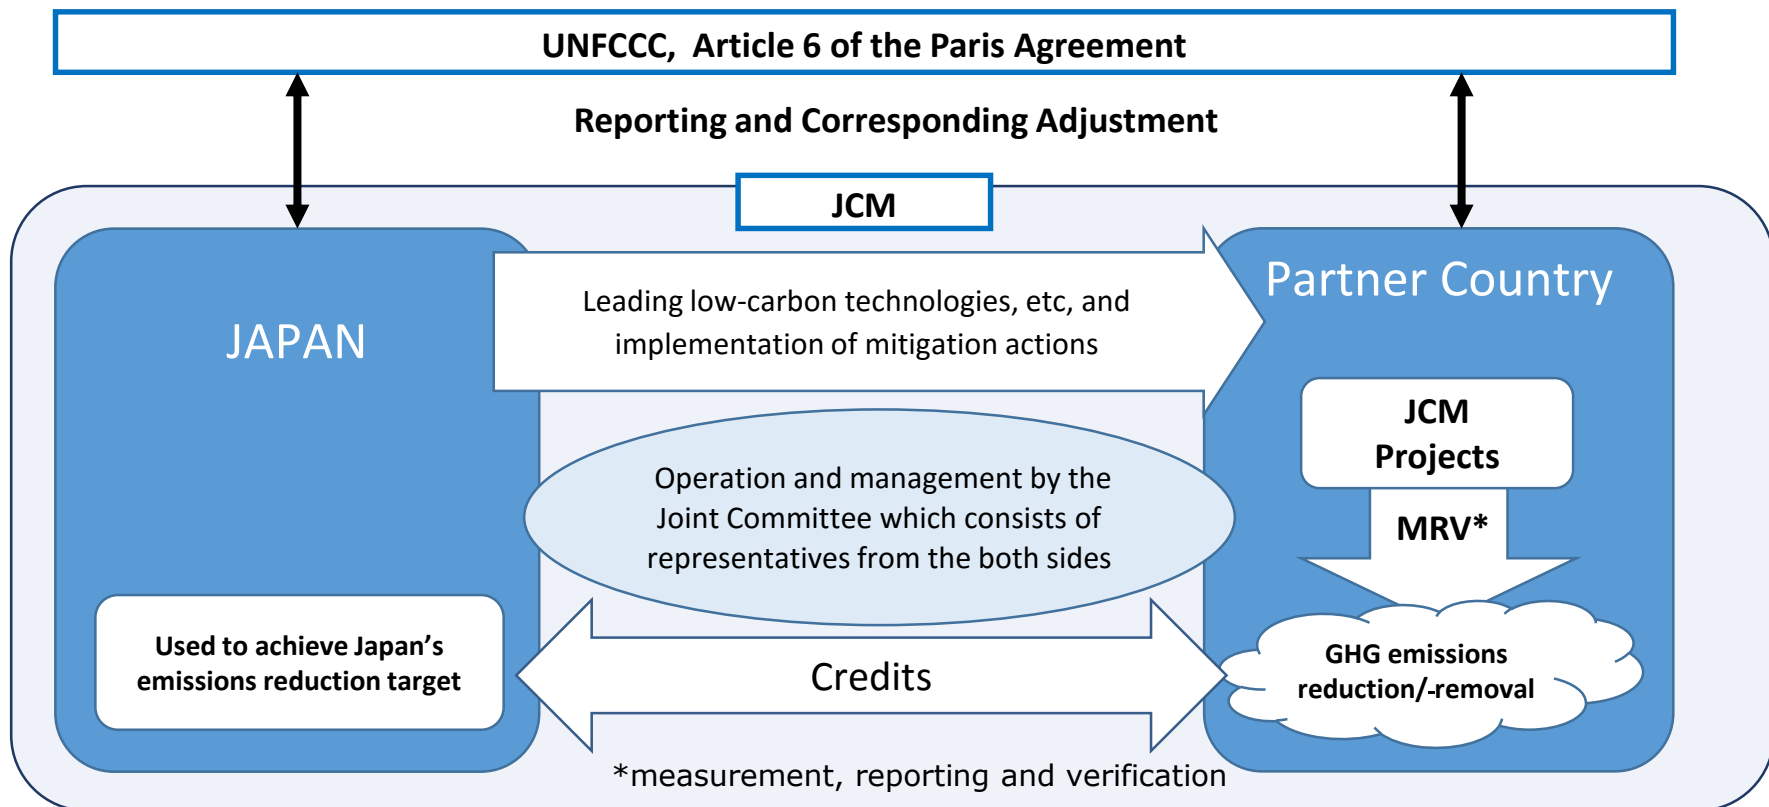 UNFCCC, Article 6 of the Paris Agreement
Reporting and Corresponding Adjustment
JCM
JAPAN
Leading low-carbon technologies, etc, and
implementation of mitigation actions
Partner Country
JCM
Projects
MRV*
Operation and management by the
Joint Committee which consists of
representatives from the both sides
Used to achieve Japan’s
emissions reduction target
Credits
GHG emissions
reduction/-removal
*measurement, reporting and verification